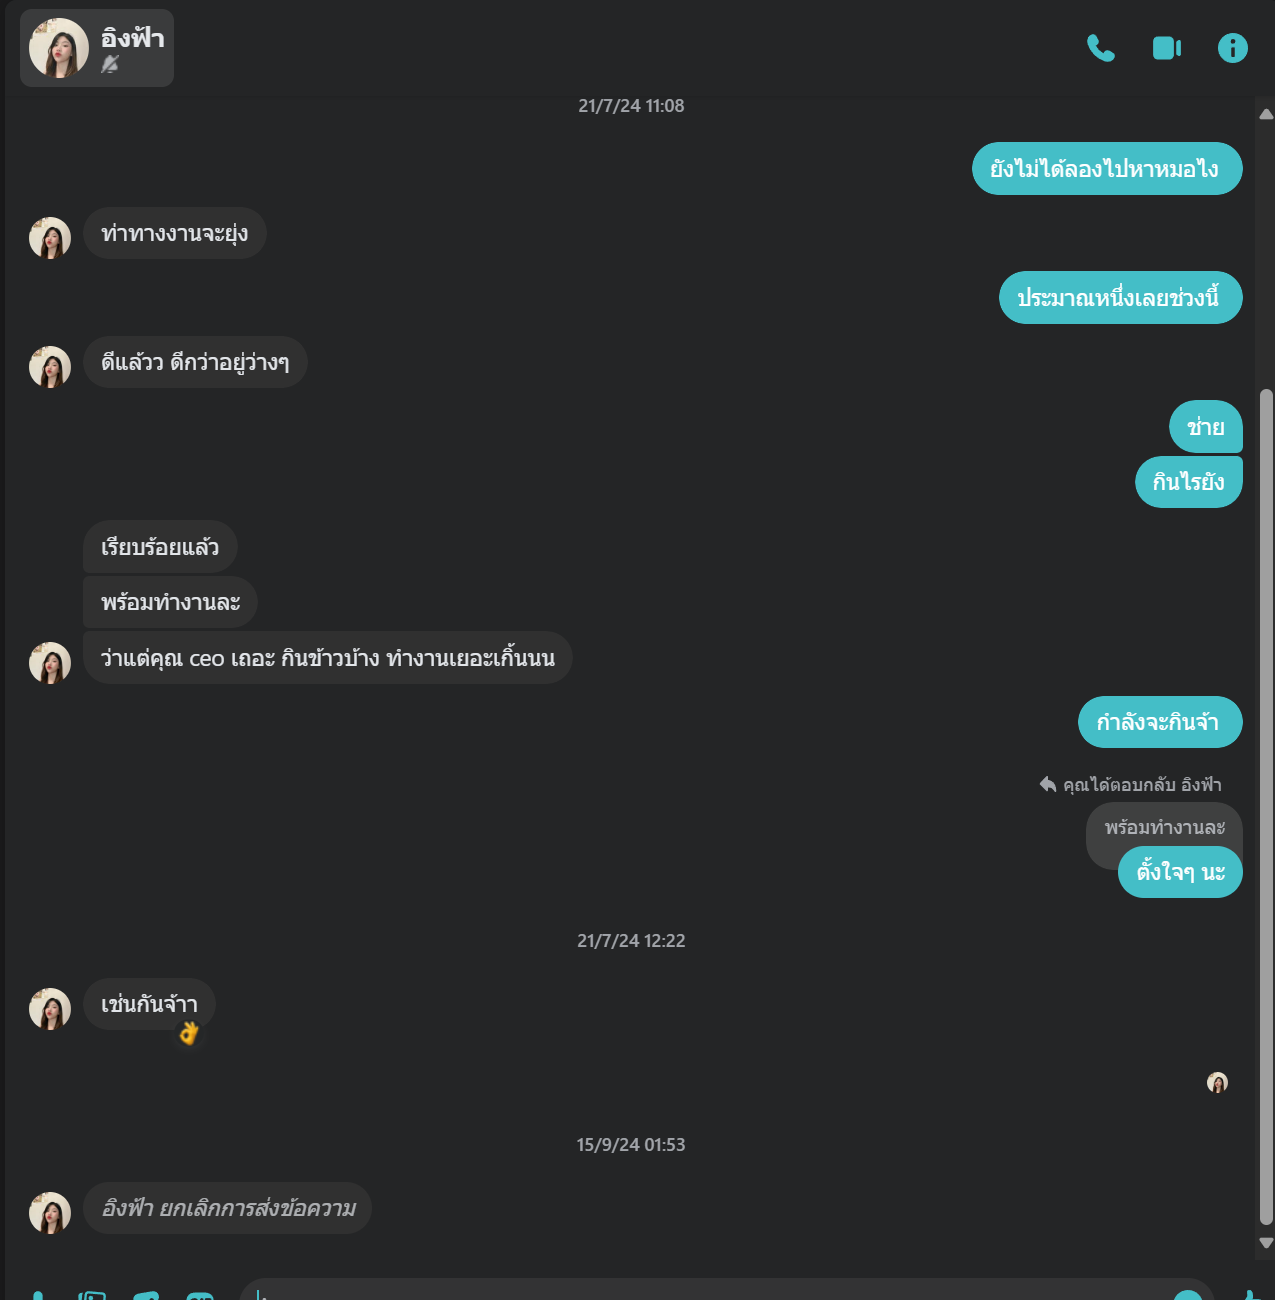 อิงฟ้า
21/7/24 11:08
ยังไม่ได้ลองไปหาหมอไง
ท่าทางงานจะยุ่ง
ประมาณหนึ่งเลยช่วงนี้
ดีแล้วว ดีกว่าอยู่ว่างๆ
ช่าย
กินไรยัง
เรียบร้อยแล้ว
พร้อมทำงานละ
ว่าแต่คุณ ceo เถอะ กินข้าวบ้าง ทำงานเยอะเกิ้นนน
กำลังจะกินจ้า
คุณได้ตอบกลับ อิงฟ้า
พร้อมทำงานละ
ตั้งใจๆ นะ
21/7/24 12:22
เช่นกันจ้าา
15/9/24 01:53
อิงฟ้า ยกเลิกการส่งข้อความ